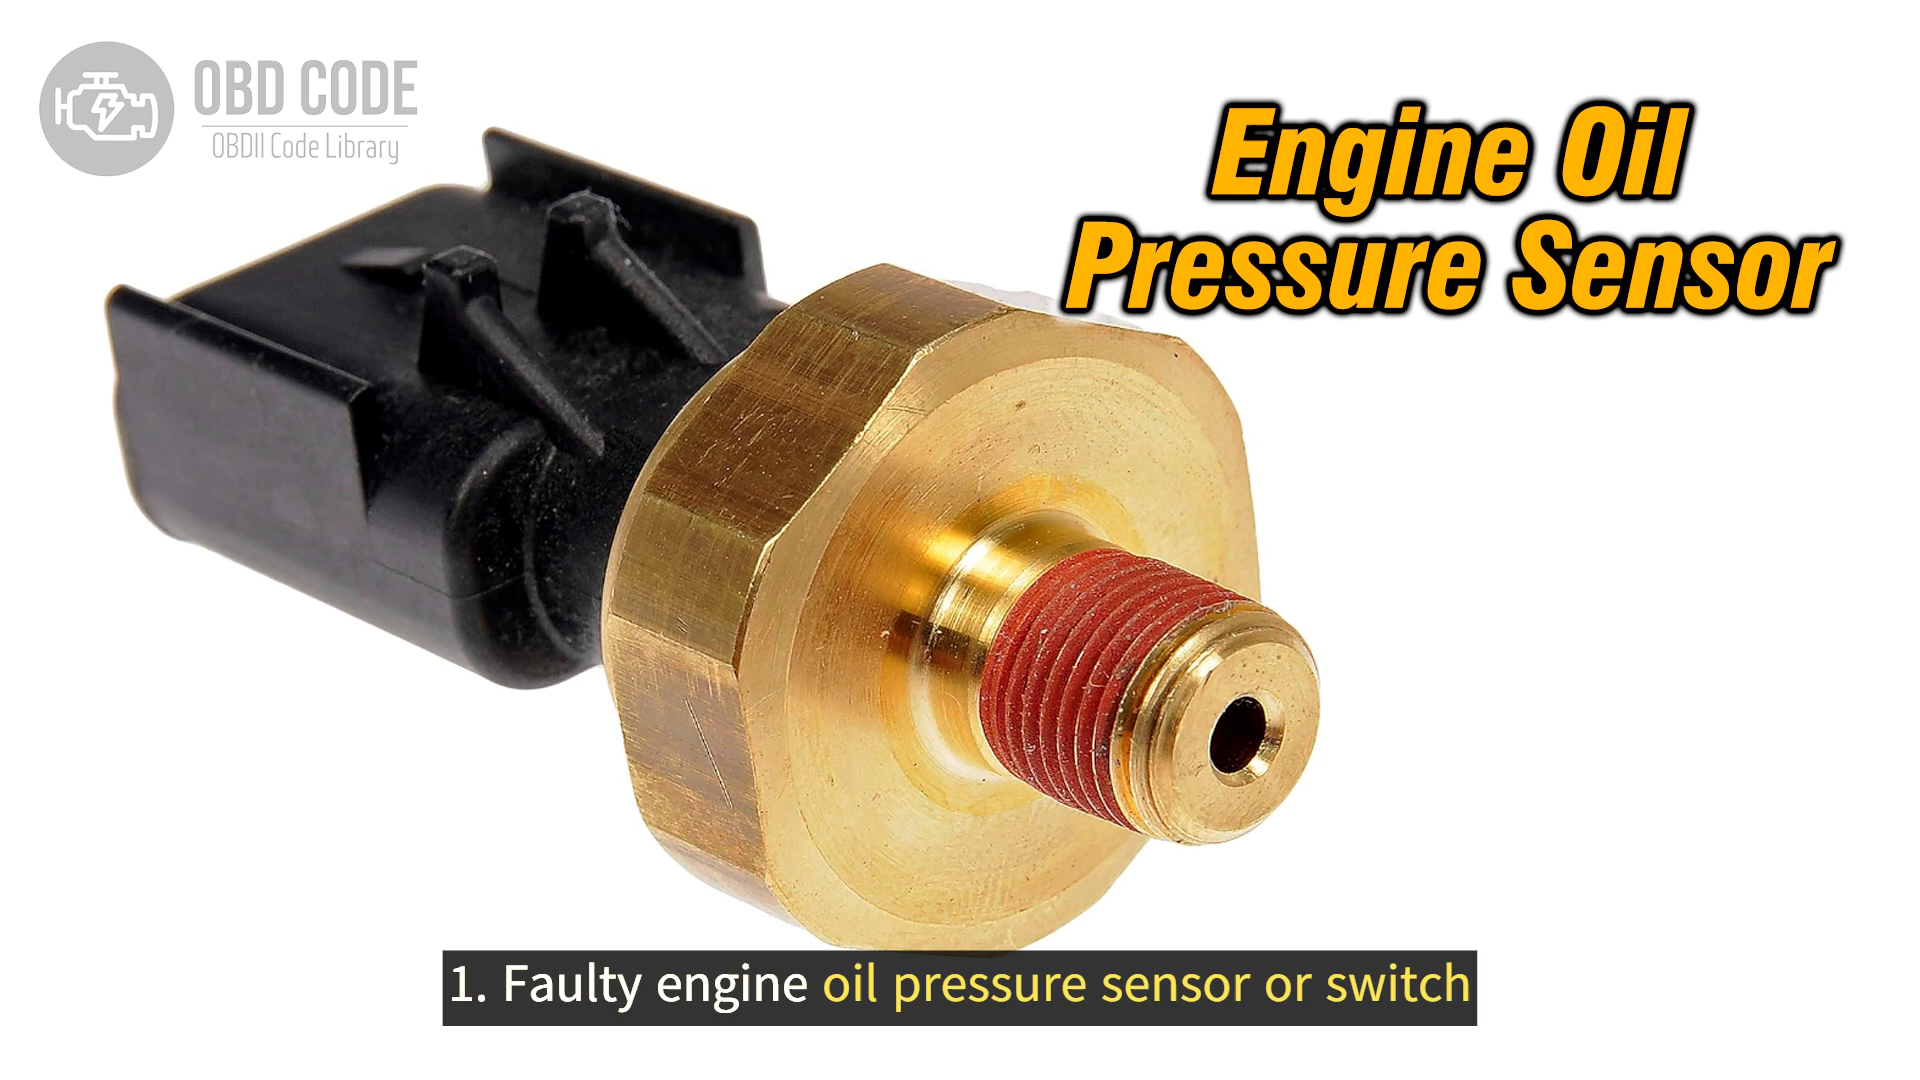 OBD CODE
OBDII Code Library
Engine Oil
Pressure Sensor
1. Faulty engine oil pressure sensor or switch